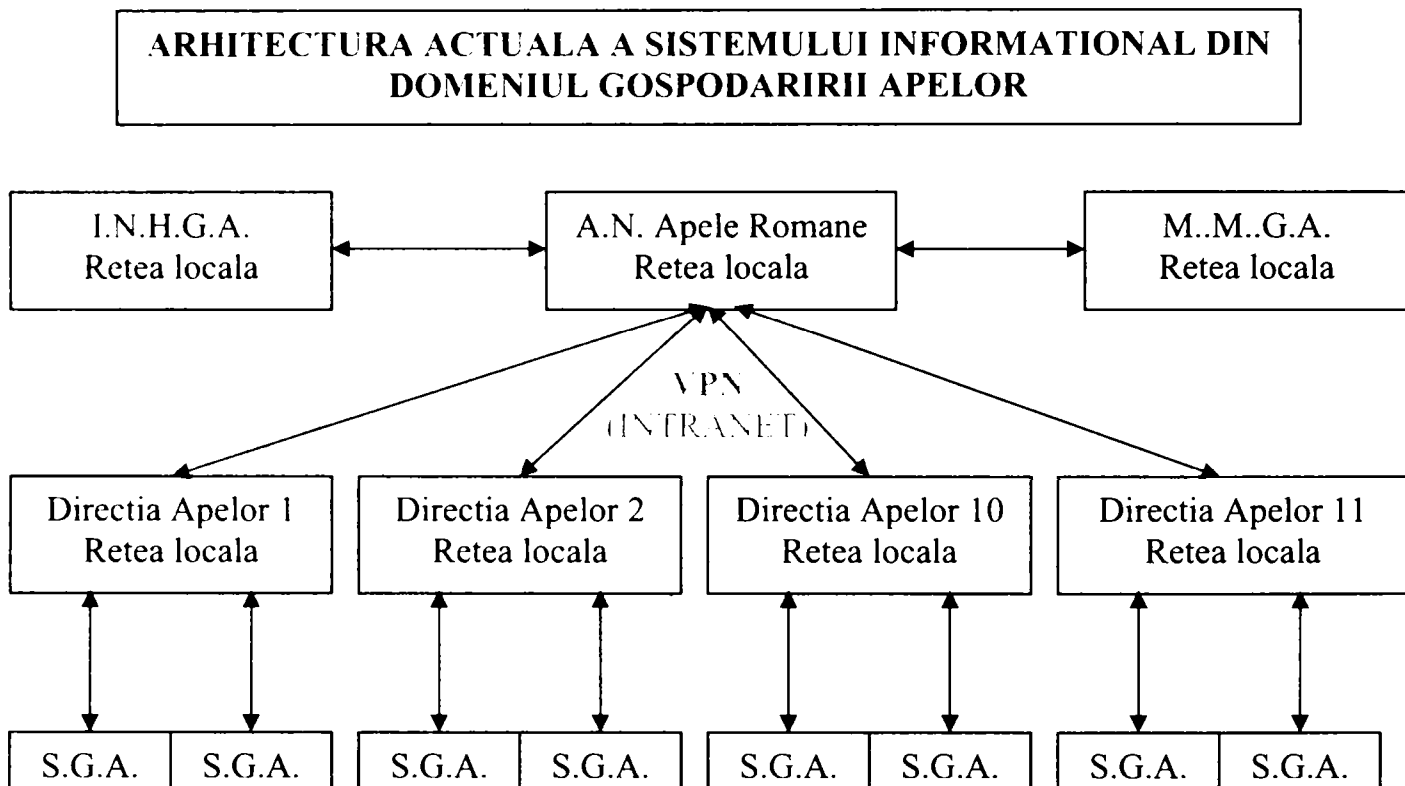 ARHITECTURA ACTUALA A SISTEMULUI INFORMATIONAL DIN
DOMENIUL GOSPODARIRII APELOR
I.N.H.G.A.
Retea locala
A.N. Apele Romane
Retea locala
M..M..G.A.
Retea locala
VPN
(INTRANET)
Directia Apelor 1
Retea locala
Directia Apelor 2
Retea locala
Directia Apelor 10
Retea locala
Directia Apelor 11
Retea locala
S.G.A.
S.G.A.
S.G.A.
S.G.A.
S.G.A.
S.G.A.
S.G.A.
S.G.A.